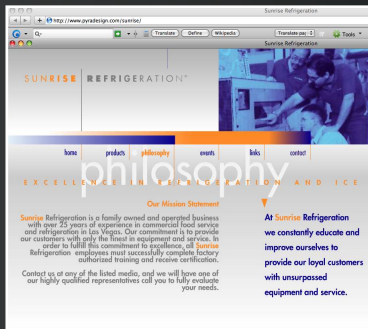 Sunrise Refrigeration
http://www.pyradesign.com/sunrise/
Q- Translate Define Wikipedia Translate pag Tools
Sunrise Refrigeration
SUNRISE REFRIGERATION
home products philosophy events links contact
philosophy
EXCELLENCE IN REFRIGERATION AND ICE
Our Mission Statement
Sunrise Refrigeration is a family owned and operated business
with over 25 years of experience in commercial food service
and refrigeration in Las Vegas. Our commitment is to provide
our customers with only the finest in equipment and service. In
order to fulfill this commitment to excellence, all Sunrise
Refrigeration employees must successfully complete factory
authorized training and receive certification.
Contact us at any of the listed media, and we will have one of
our highly qualified representatives call you to fully evaluate
your needs.
At Sunrise Refrigeration
we constantly educate and
improve ourselves to
provide our loyal customers
with unsurpassed
equipment and service.